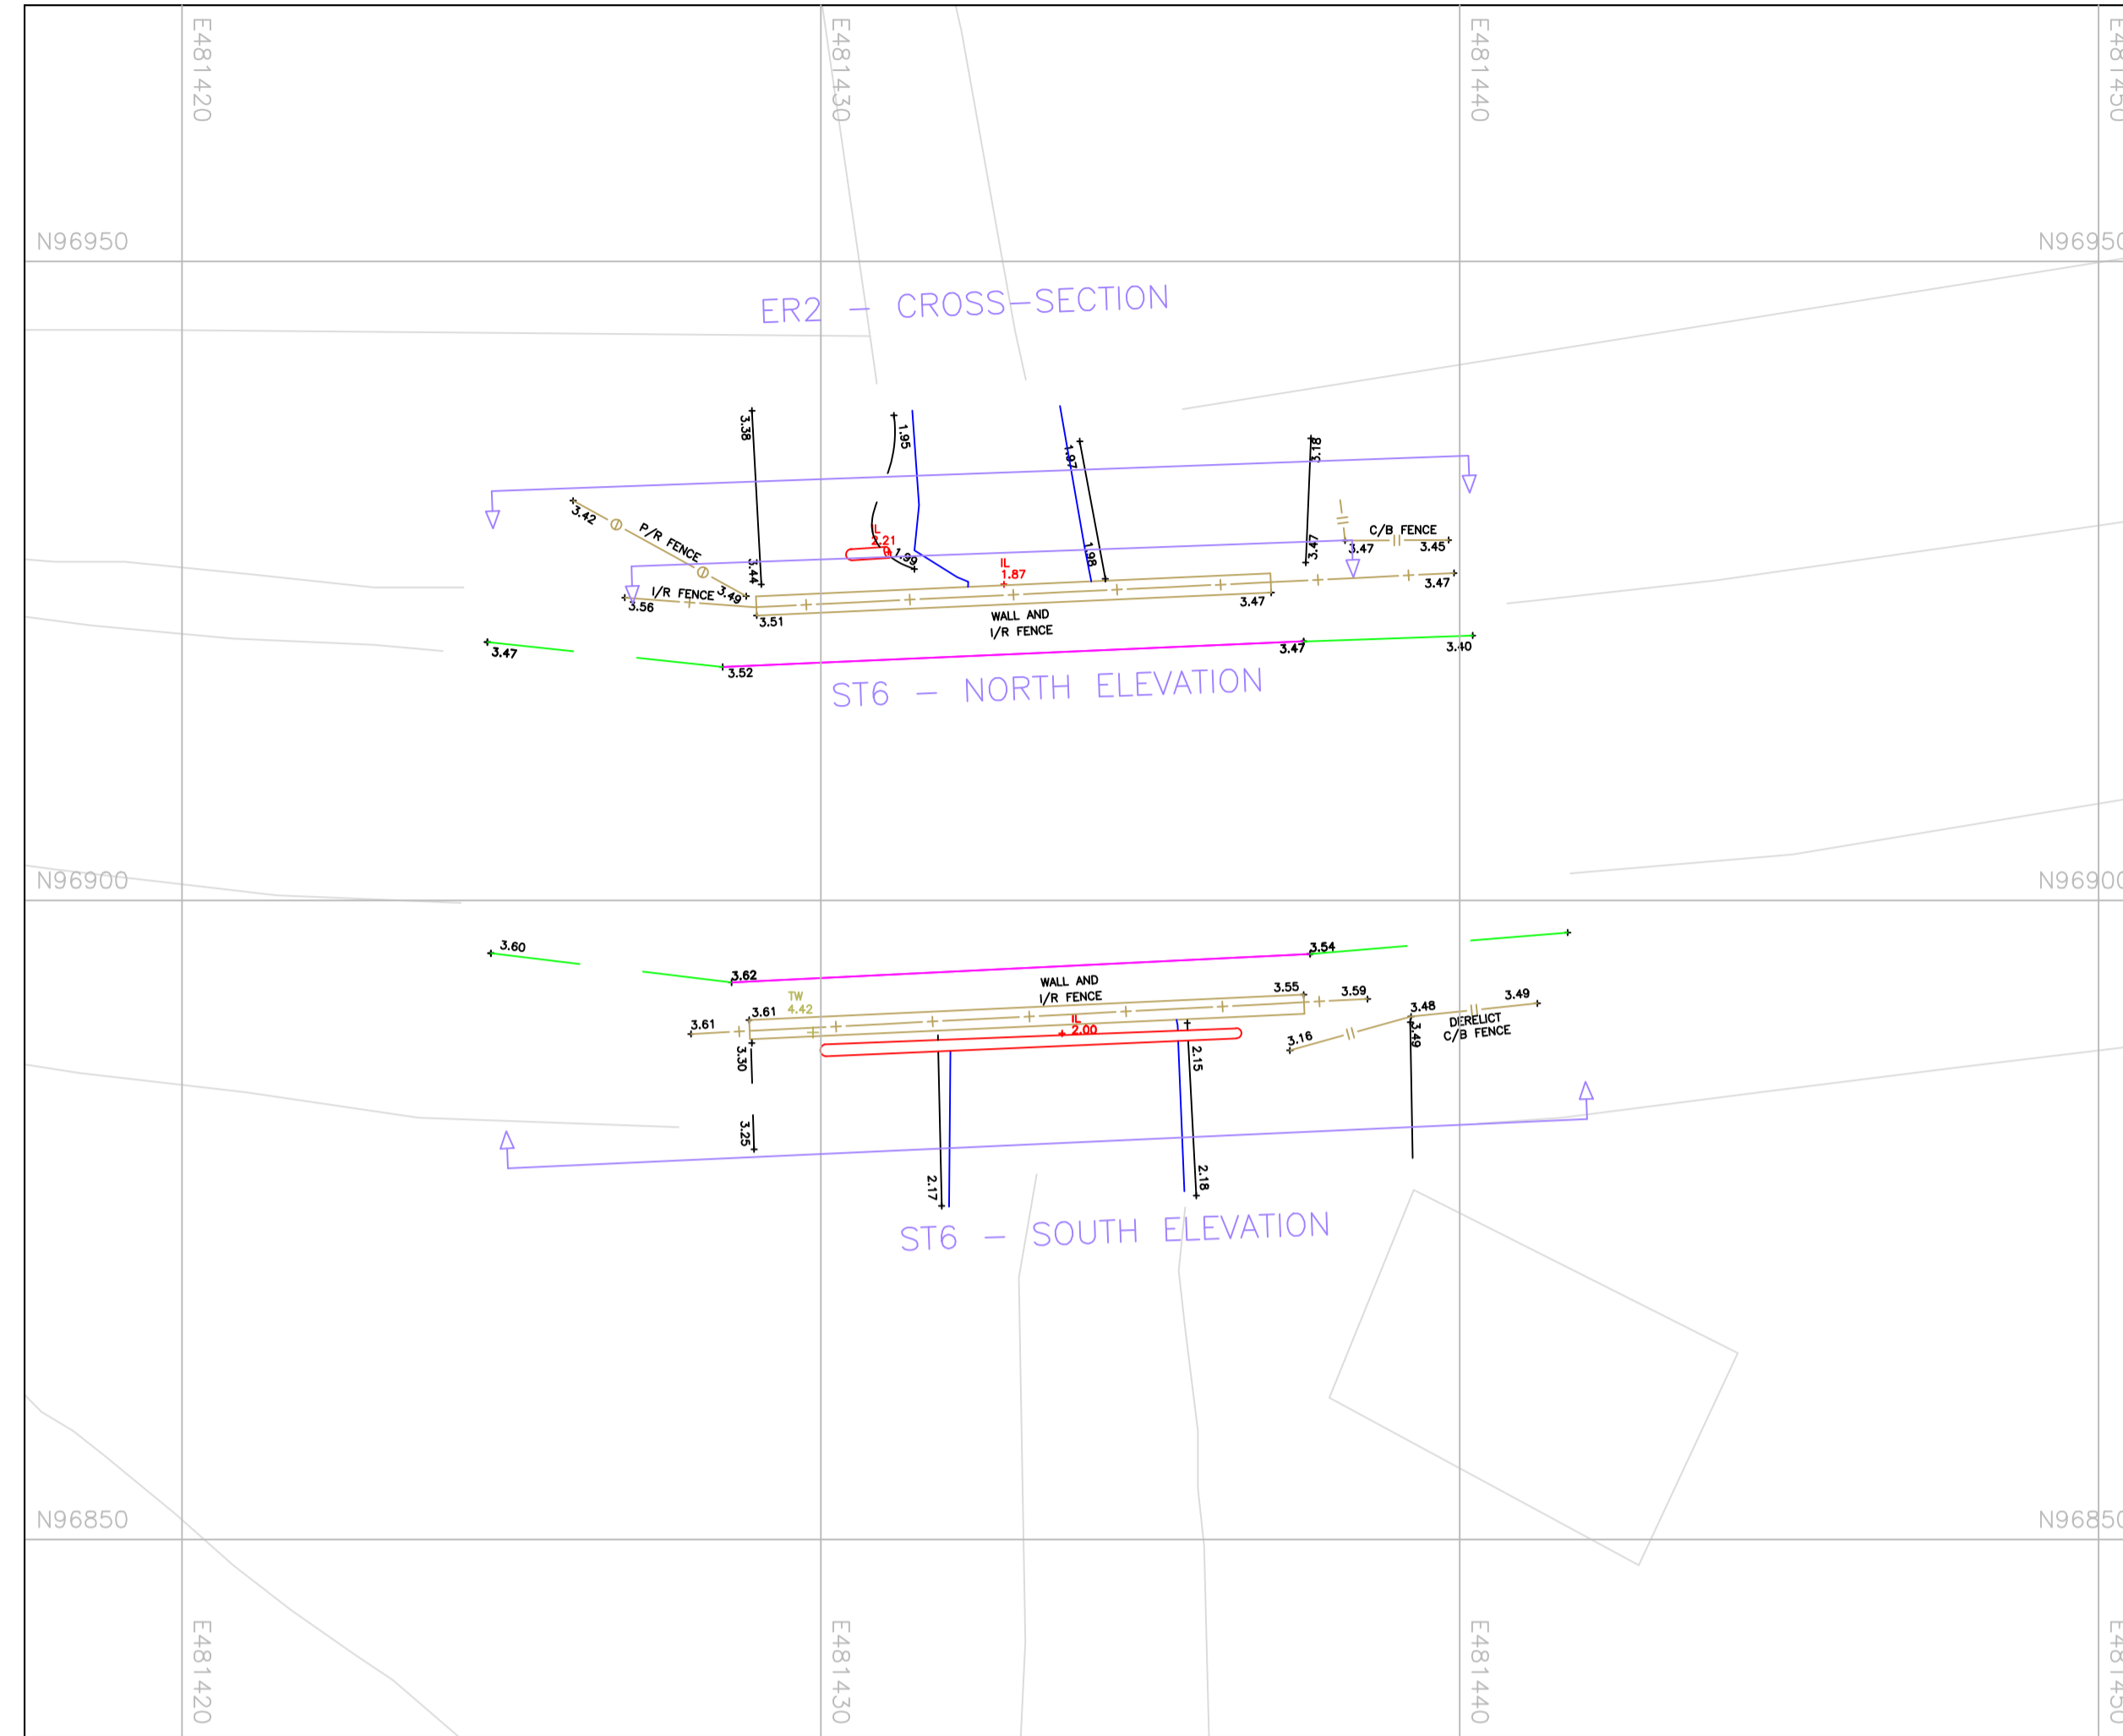 E481420
E481430
E481440
E481450
N96950
N96950
ER2 - CROSS-SECTION
3.38
1.95
1.97
3.18
3.42
P/R FENCE
IL
2.21
1.99
1.98
3.47
C/B FENCE
3.47
3.45
3.44
IL
1.87
3.47
I/R FENCE
3.49
3.56
3.51
WALL AND
I/R FENCE
3.47
3.47
3.52
3.47
3.40
ST6 - NORTH ELEVATION
N96900
N96900
3.60
3.62
3.54
WALL AND
I/R FENCE
TW
4.42
3.61
3.55
3.59
3.61
IL
2.00
3.48
3.49
DERELICT
C/B FENCE
3.49
3.16
3.30
2.15
3.25
2.17
2.18
ST6 - SOUTH ELEVATION
N96850
N96850
E481420
E481430
E481440
E481450